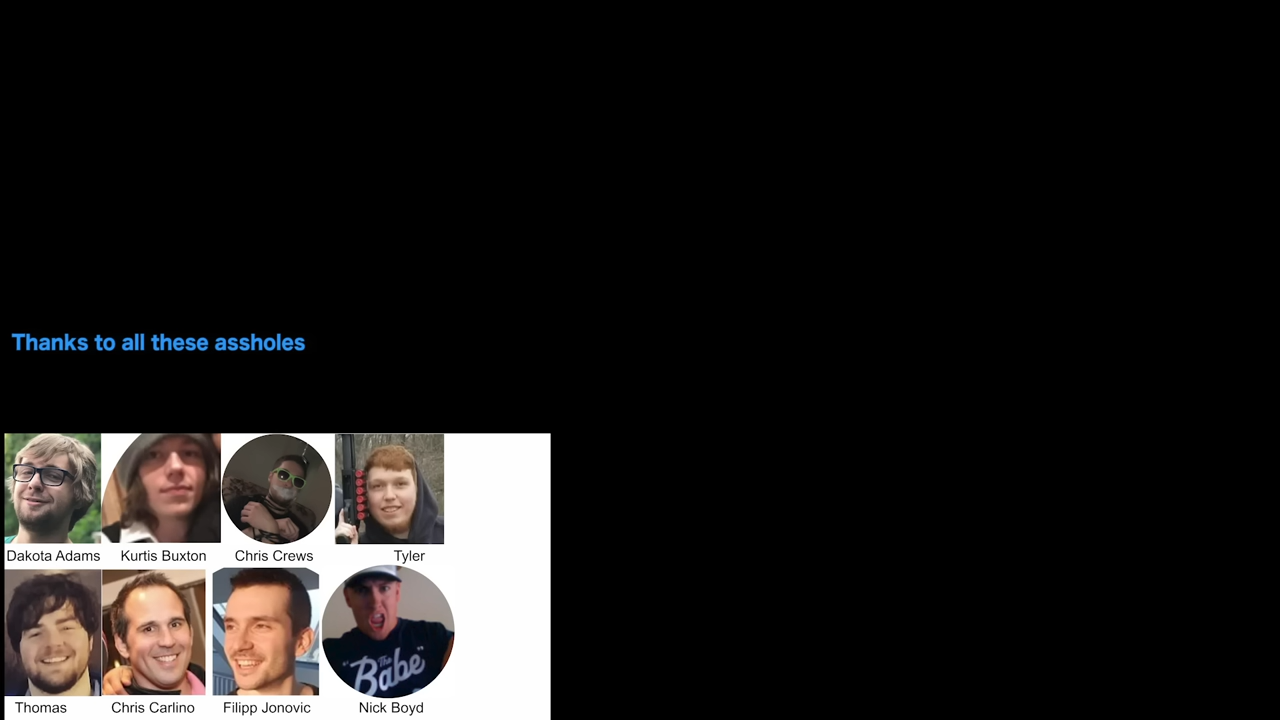 Thanks to all these assholes
Dakota Adams Kurtis Buxton Chris Crews Tyler
"The Babe"
Thomas Chris Carlino Filipp Jonovic Nick Boyd